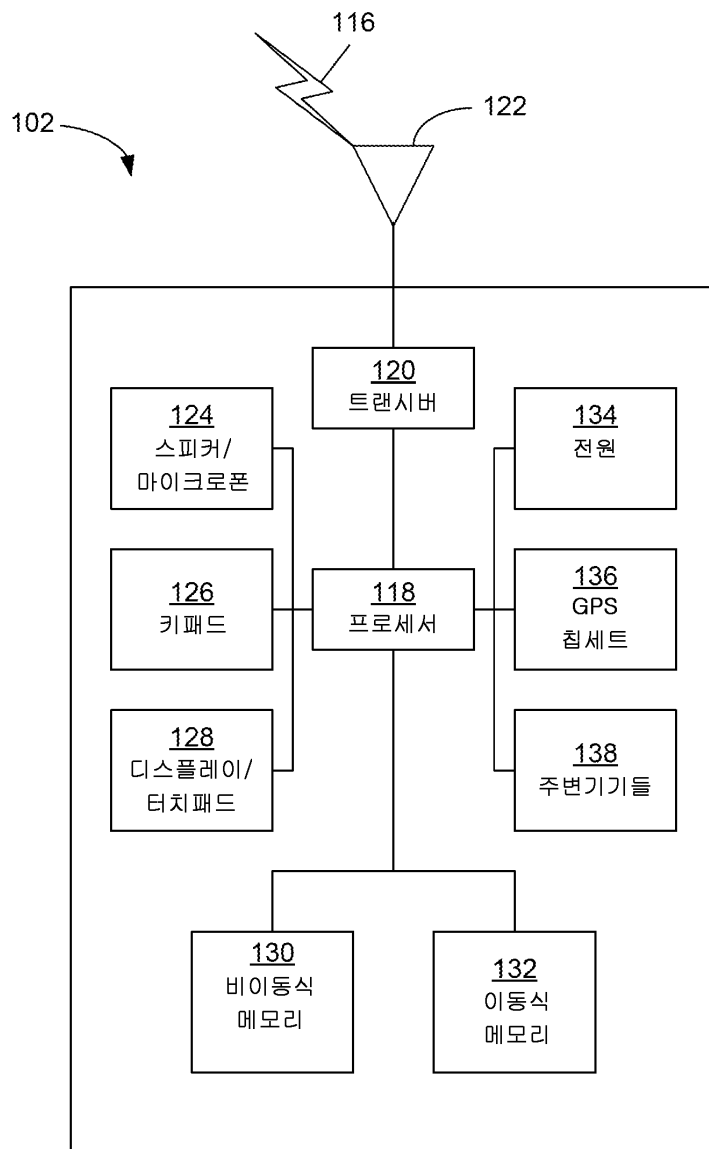 116
122
102
120
트랜시버
124
스피커/
마이크로폰
134
전원
126
키패드
118
프로세서
136
GPS
칩세트
128
디스플레이/
터치패드
138
주변기기들
130
비이동식
메모리
132
이동식
메모리